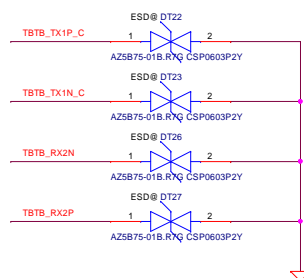 ESD@ DT22
TBTB_TX1P_C 1 2
AZ5B75-01B.R7G CSP0603P2Y
ESD@ DT23
TBTB_TX1N_C 1 2
AZ5B75-01B.R7G CSP0603P2Y
ESD@ DT26
TBTB_RX2N 1 2
AZ5B75-01B.R7G CSP0603P2Y
ESD@ DT27
TBTB_RX2P 1 2
AZ5B75-01B.R7G CSP0603P2Y